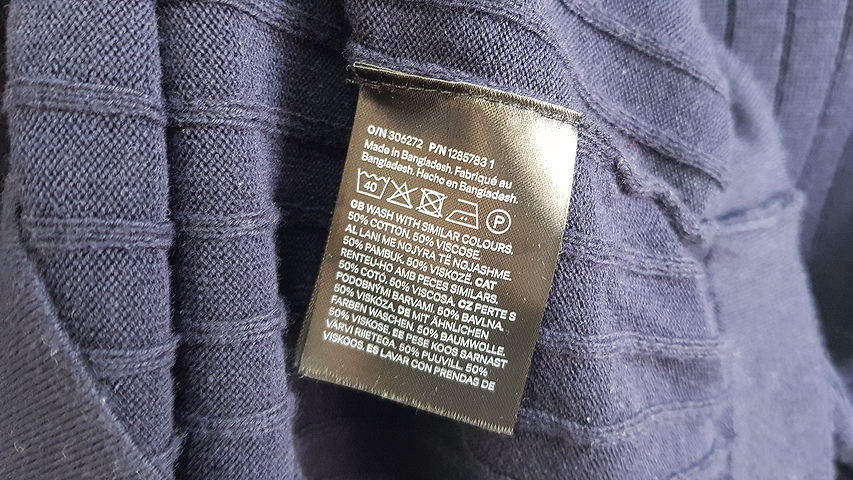 O/N 306272 P/N 1285783 1
Made in Bangladesh. Fabriqué au
Bangladesh. Hecho en Bangladesh.
40 P
GB WASH WITH SIMILAR COLOURS.
50% COTTON. 50% VISCOSE.
AL LANI ME NGJYRA TË NGJASHME.
50% PAMBUK. 50% VISKOZË. CAT
RENTEU-HO AMB PECES SIMILARS.
50% COTÓ. 50% VISCOSA. CZ PERTE S
PODOBNÝMI BARVAMI. 50% BAVLNA.
50% VISKÓZA. DE MIT ÄHNLICHEN
FARBEN WASCHEN. 50% BAUMWOLLE.
50% VISKOSE. EE PESE KOOS SARNAST
VÄRVI RIIETEGA. 50% PUUVILL. 50%
VISKOOS. ES LAVAR CON PRENDAS DE